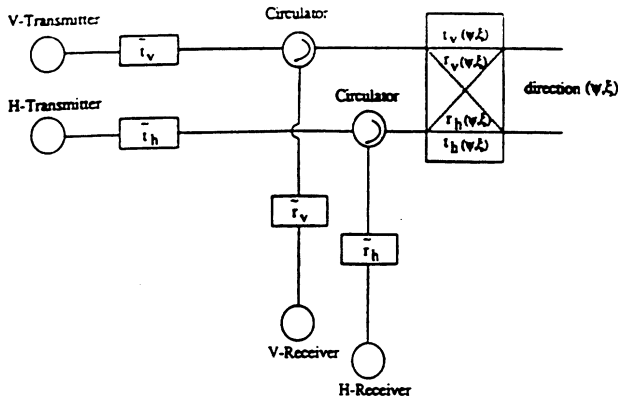 Circulator
V-Transmitter
t̃v
tv(ψ,ξ)
rv(ψ,ξ)
direction (ψ,ξ)
H-Transmitter
Circulator
t̃h
rh(ψ,ξ)
th(ψ,ξ)
r̃v
r̃h
V-Receiver
H-Receiver